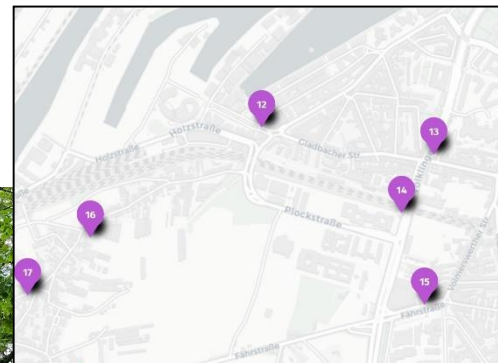 12
Holzstraße
13
Gladbacher Str
Holzstraße
14
Plockstraße
16
17
15
Fährstraße
Fährstraße